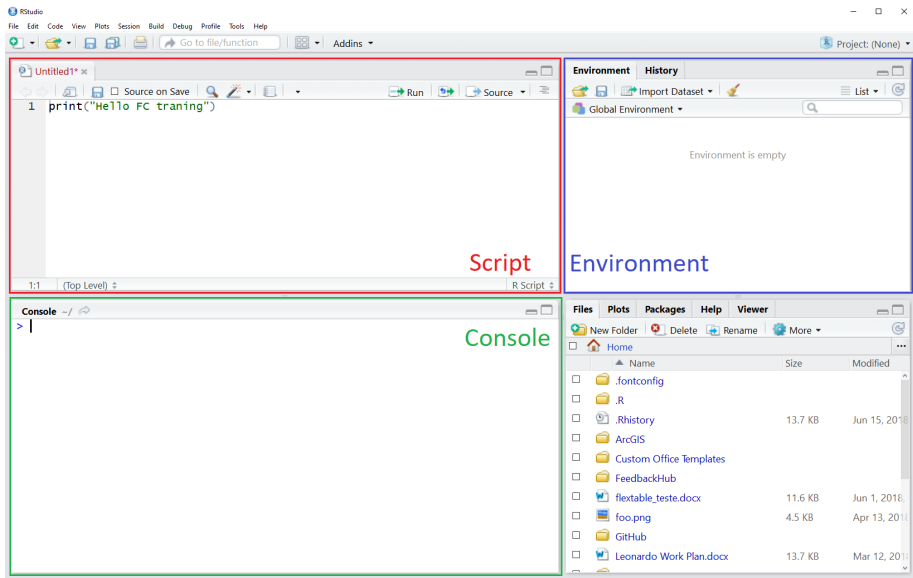 RStudio
File Edit Code View Plots Session Build Debug Profile Tools Help
Go to file/function Addins Project: (None)
Untitled1*
Source on Save Run Source
1 print("Hello FC traning")
Script
1:1 (Top Level) R Script
Environment History
Import Dataset List
Global Environment
Environment is empty
Environment
Console ~/
>
Console
Files Plots Packages Help Viewer
New Folder Delete Rename More
Home
Name Size Modified
.fontconfig
.R
.Rhistory 13.7 KB Jun 15, 2018
ArcGIS
Custom Office Templates
FeedbackHub
flextable_teste.docx 11.6 KB Jun 1, 2018,
foo.png 4.5 KB Apr 13, 2018
GitHub
Leonardo Work Plan.docx 13.7 KB Mar 12, 201